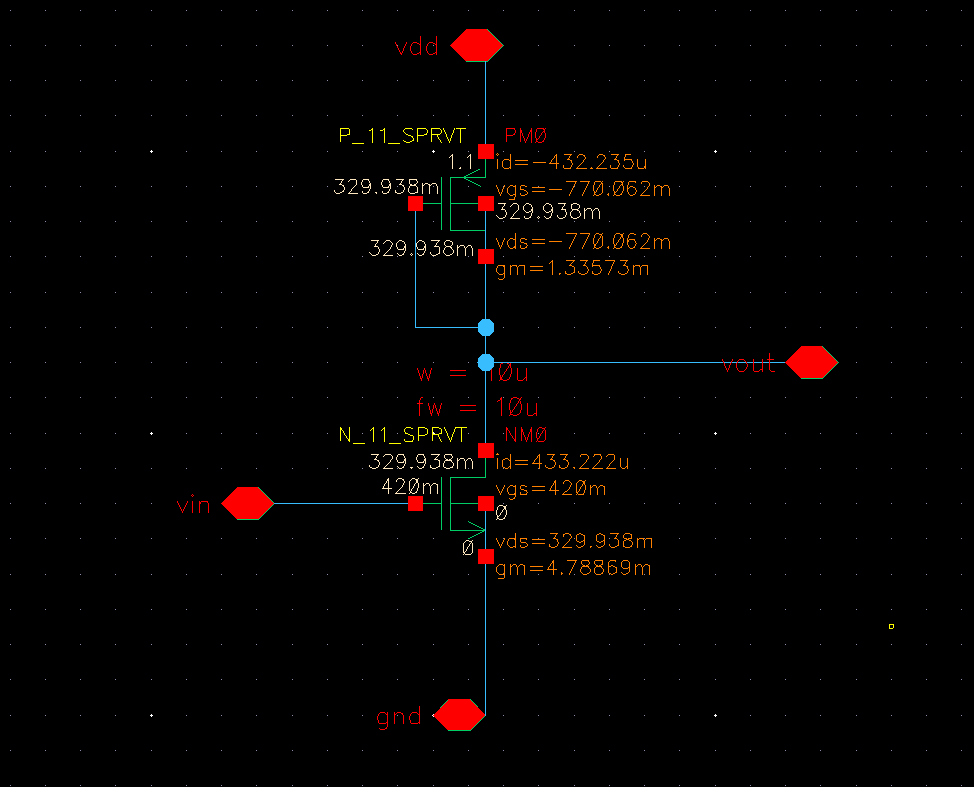 vdd
P_11_SPRVT PM0
1.1 id=-432.235u
329.938m vgs=-770.062m
329.938m
329.938m vds=-770.062m
gm=1.33573m
vout
w = 10u
fw = 10u
N_11_SPRVT NM0
329.938m id=433.222u
420m vgs=420m
vin
0
0 vds=329.938m
gm=4.78869m
gnd